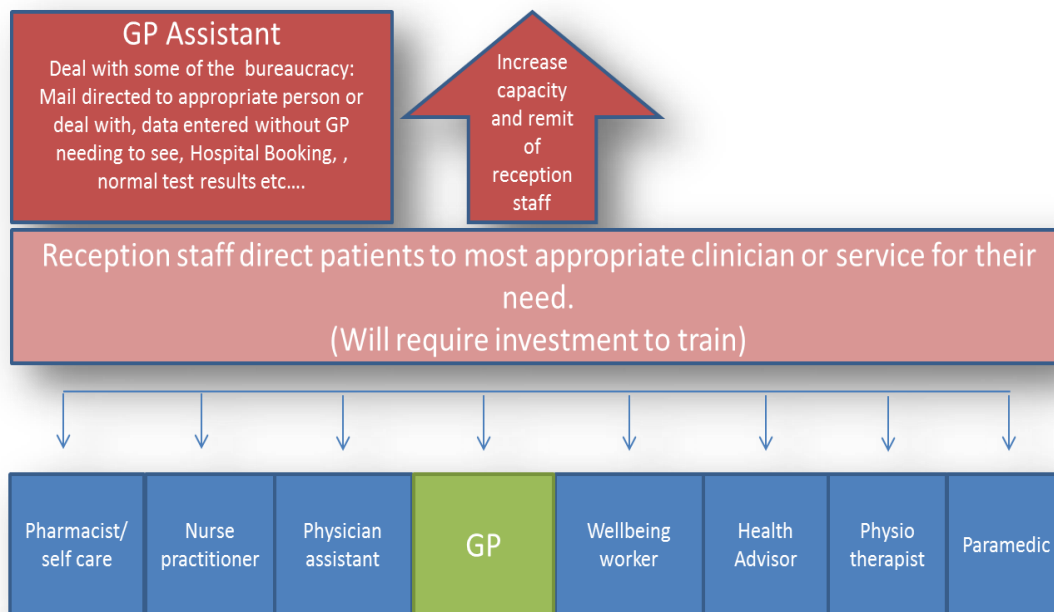 GP Assistant
Deal with some of the bureaucracy:
Mail directed to appropriate person or
deal with, data entered without GP
needing to see, Hospital Booking, ,
normal test results etc....
Increase
capacity
and remit
of
reception
staff
Reception staff direct patients to most appropriate clinician or service for their
need.
(Will require investment to train)
Pharmacist/
self care
Nurse
practitioner
Physician
assistant
GP
Wellbeing
worker
Health
Advisor
Physio
therapist
Paramedic